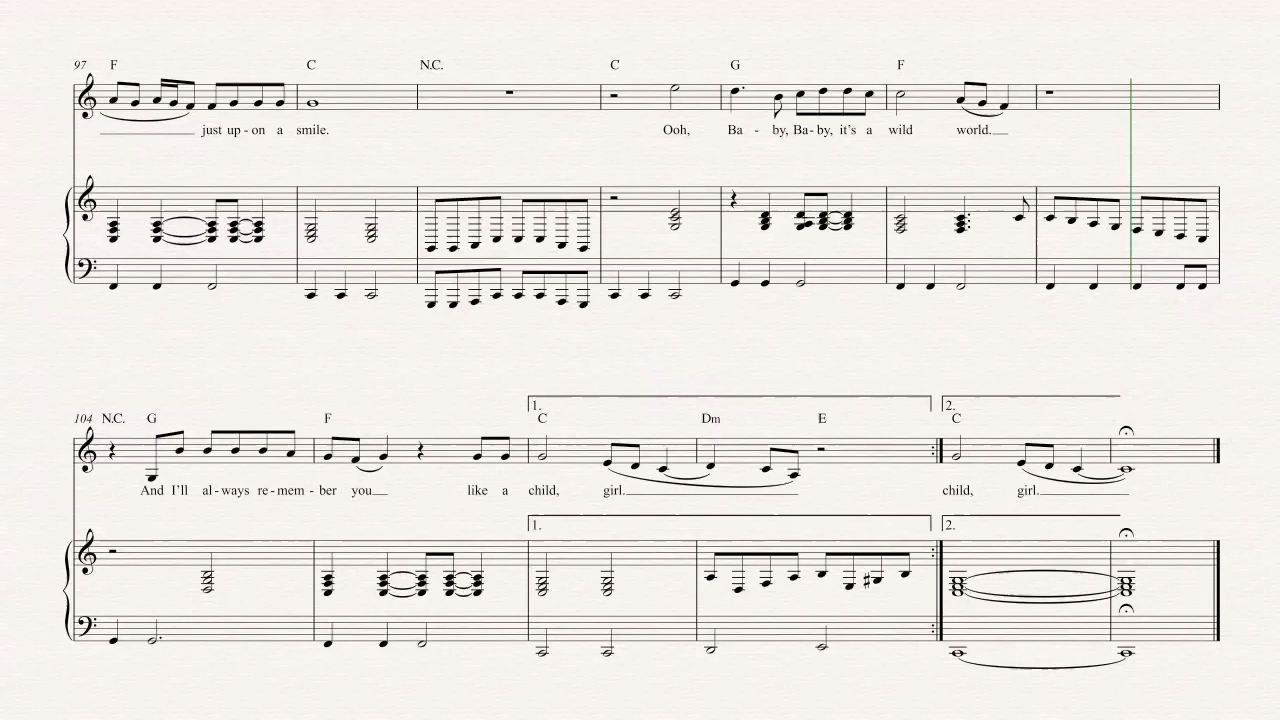 97 F C N.C. C G F
just up - on a smile. Ooh, Ba - by, Ba - by, it's a wild world.
1. 2.
104 N.C. G F C Dm E C
And I'll al - ways re - mem - ber you like a child, girl. child, girl.
1. 2.